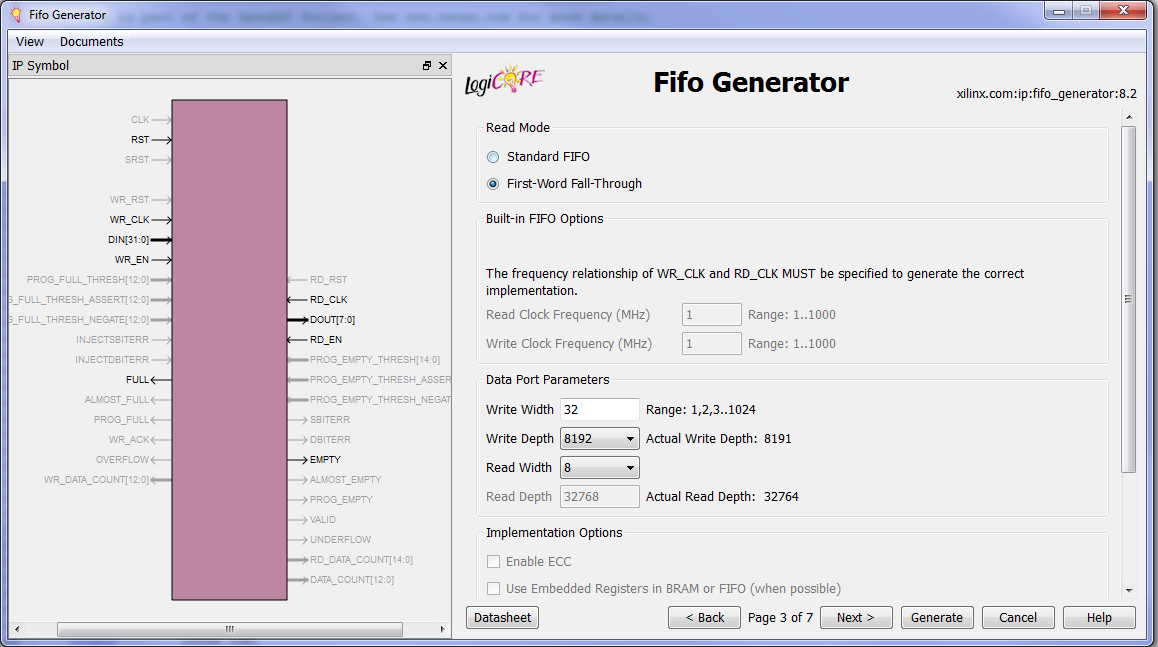 Fifo Generator
View Documents
IP Symbol
CLK
RST
SRST
WR_RST
WR_CLK
DIN[31:0]
WR_EN
PROG_FULL_THRESH[12:0]
G_FULL_THRESH_ASSERT[12:0]
G_FULL_THRESH_NEGATE[12:0]
INJECTSBITERR
INJECTDBITERR
FULL
ALMOST_FULL
PROG_FULL
WR_ACK
OVERFLOW
WR_DATA_COUNT[12:0]
RD_RST
RD_CLK
DOUT[7:0]
RD_EN
PROG_EMPTY_THRESH[14:0]
PROG_EMPTY_THRESH_ASSER
PROG_EMPTY_THRESH_NEGAT
SBITERR
DBITERR
EMPTY
ALMOST_EMPTY
PROG_EMPTY
VALID
UNDERFLOW
RD_DATA_COUNT[14:0]
DATA_COUNT[12:0]
LogiCORE
Fifo Generator
xilinx.com:ip:fifo_generator:8.2
Read Mode
Standard FIFO
First-Word Fall-Through
Built-in FIFO Options
The frequency relationship of WR_CLK and RD_CLK MUST be specified to generate the correct
implementation.
Read Clock Frequency (MHz) 1 Range: 1..1000
Write Clock Frequency (MHz) 1 Range: 1..1000
Data Port Parameters
Write Width 32 Range: 1,2,3..1024
Write Depth 8192 Actual Write Depth: 8191
Read Width 8
Read Depth 32768 Actual Read Depth: 32764
Implementation Options
Enable ECC
Use Embedded Registers in BRAM or FIFO (when possible)
Datasheet < Back Page 3 of 7 Next > Generate Cancel Help